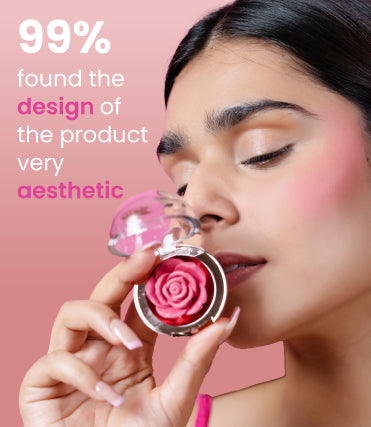 99%
found the
design of
the product
very
aesthetic